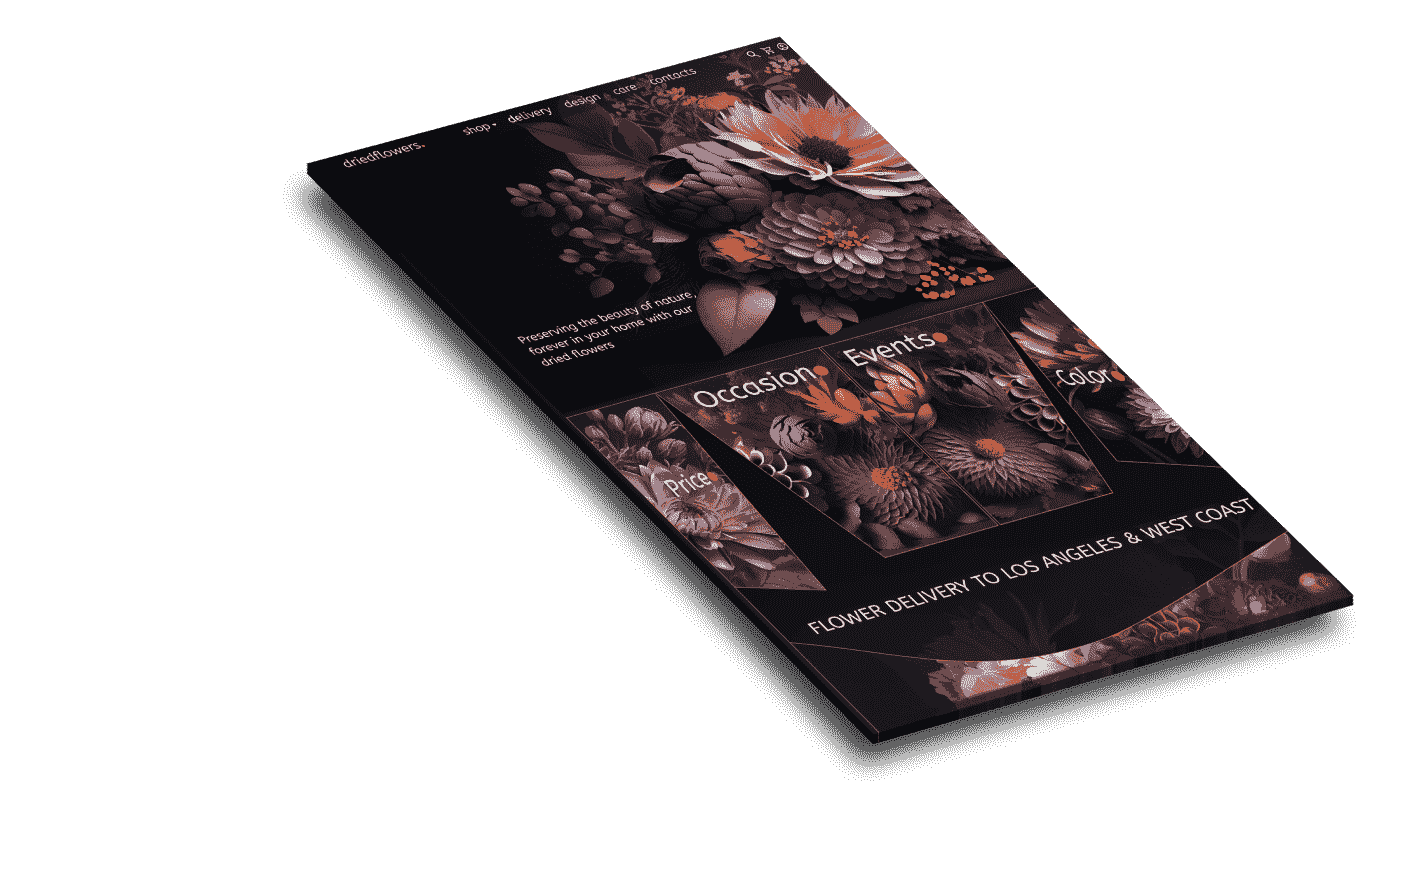 driedflowers.
shop
delivery
design
care
contacts
Preserving the beauty of nature,
forever in your home with our
dried flowers
Price
Occasion
Events
Color
FLOWER DELIVERY TO LOS ANGELES & WEST COAST